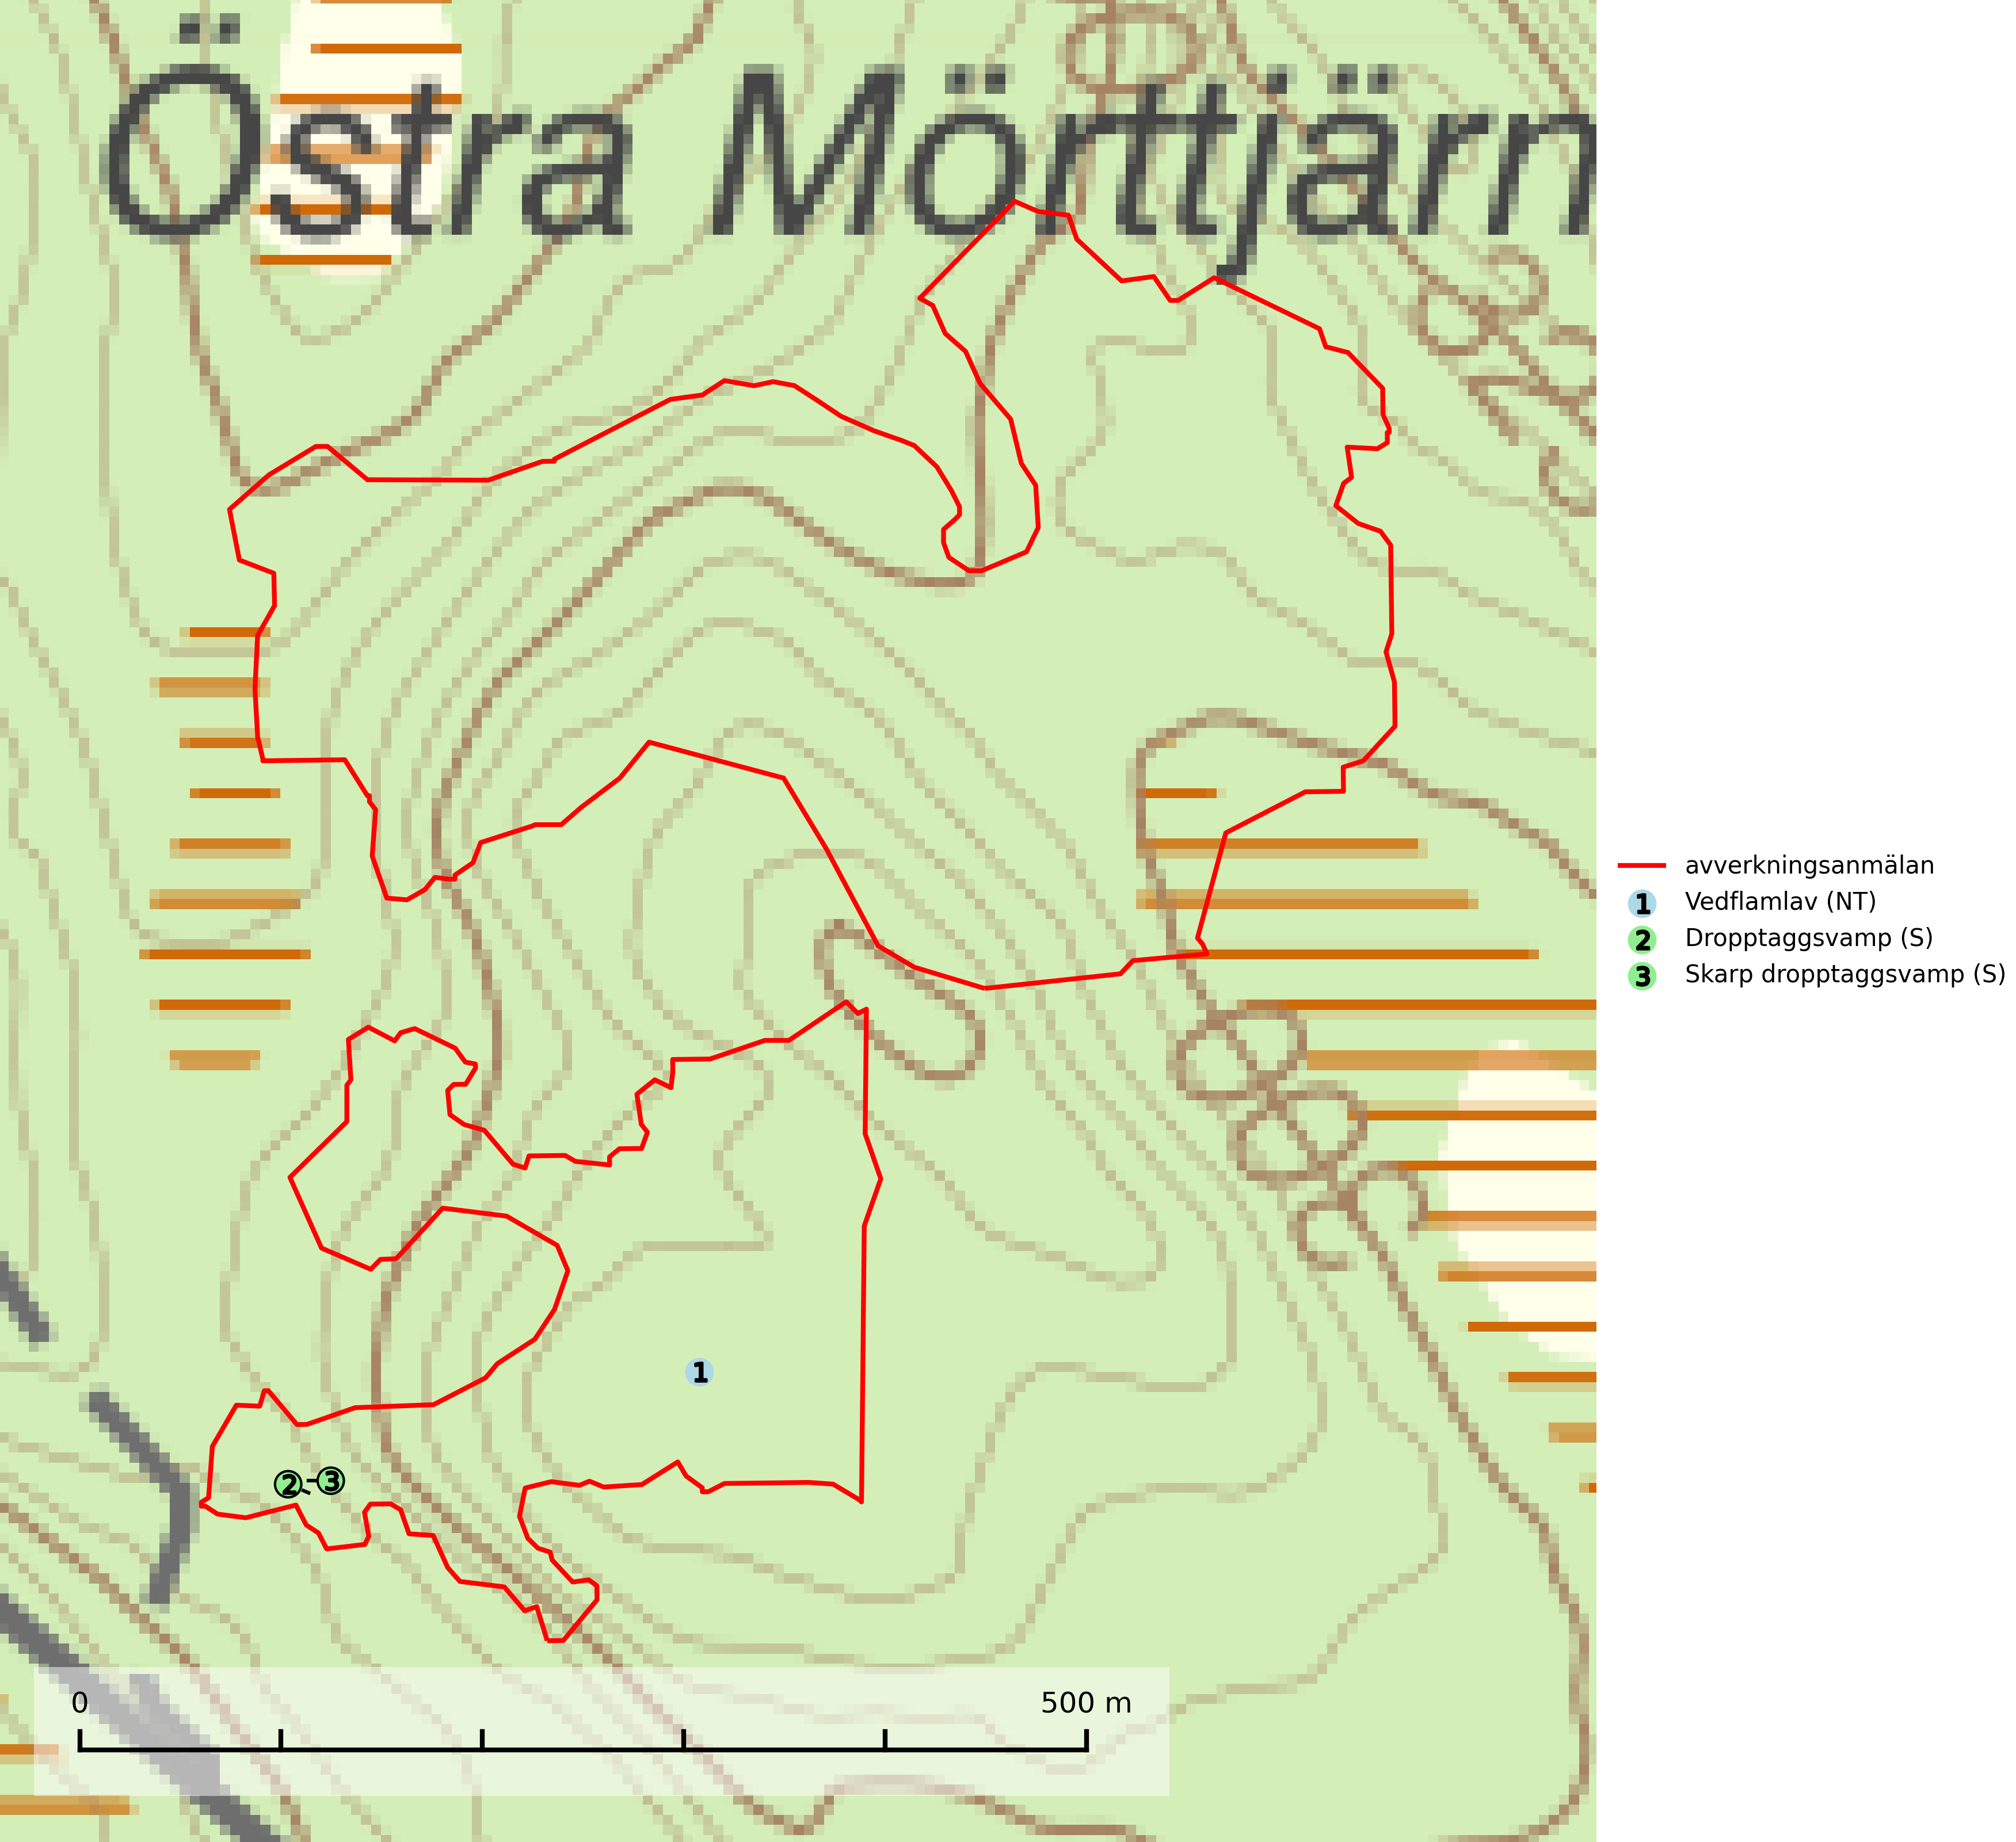 Östra Mörttjärn
1
2
3
0
500 m
avverkningsanmälan
1 Vedflamlav (NT)
2 Dropptaggsvamp (S)
3 Skarp dropptaggsvamp (S)